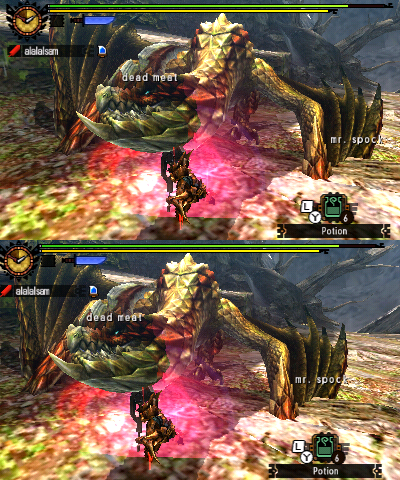 alalalsam
dead meat
mr. spock
L
Y
6
Potion
alalalsam
dead meat
mr. spock
L
Y
6
Potion